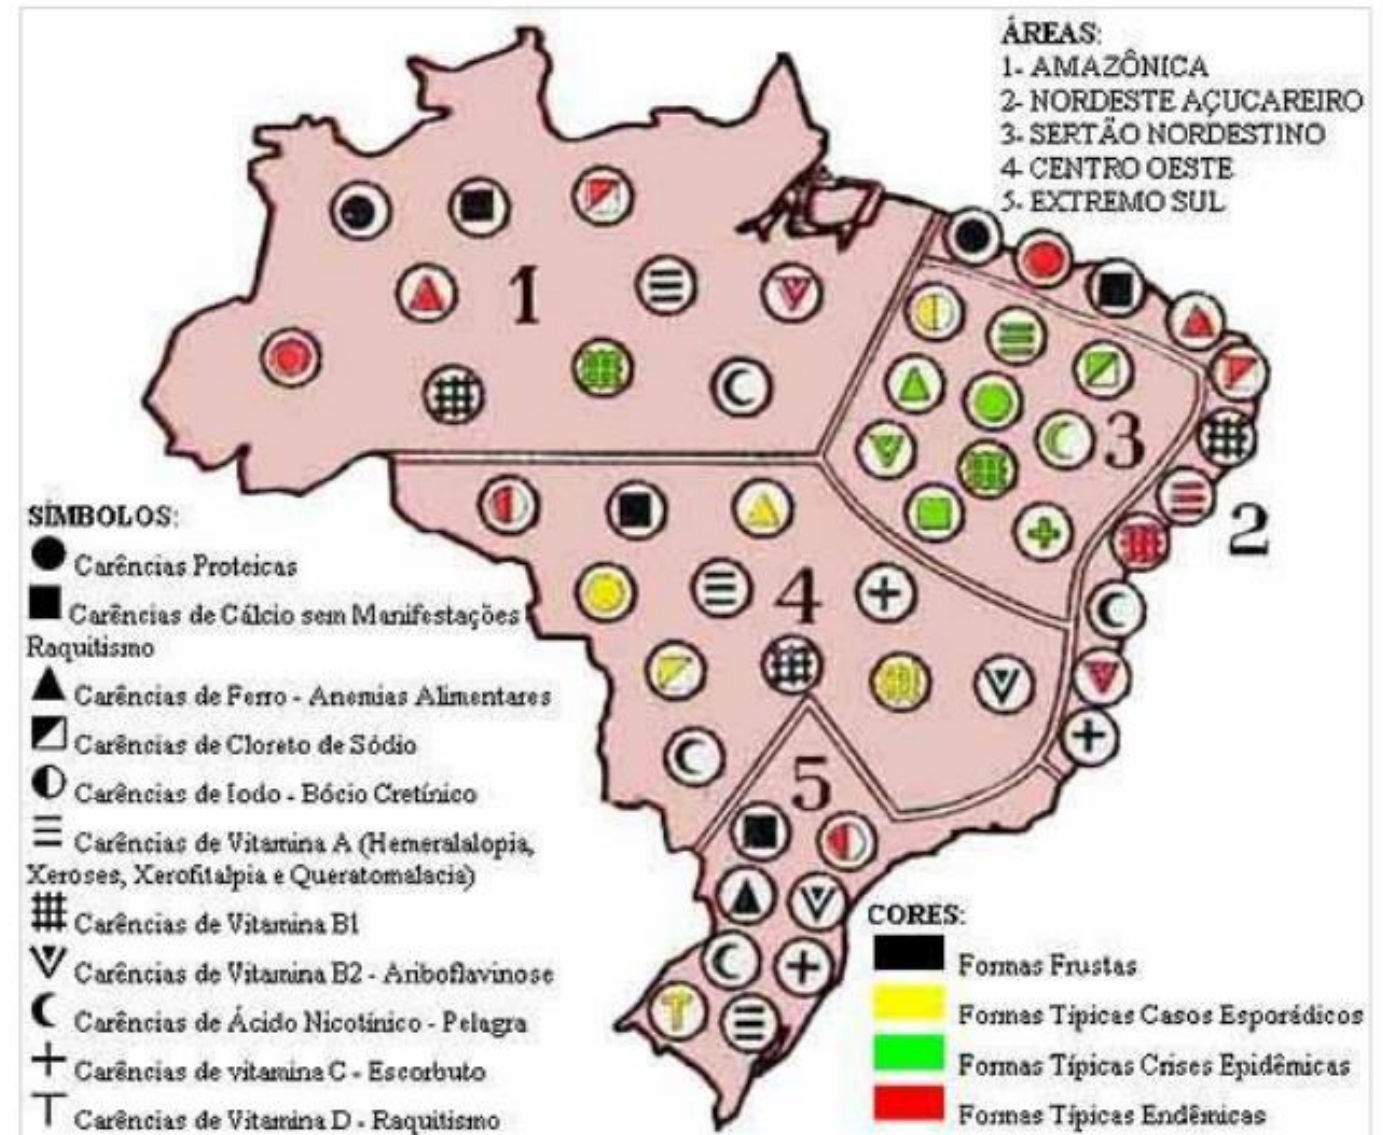 ÁREAS:
1- AMAZÔNICA
2- NORDESTE AÇUCAREIRO
3- SERTÃO NORDESTINO
4 CENTRO OESTE
5- EXTREMO SUL
1
3
2
4
5
SÍMBOLOS:
Carências Proteicas
Carências de Cálcio sem Manifestações
Raquitismo
Carências de Ferro - Anemias Alimentares
Carências de Cloreto de Sódio
Carências de Iodo - Bócio Cretínico
Carências de Vitamina A (Hemeralalopia,
Xeroses, Xerofitalpia e Queratomalacia)
Carências de Vitamina B1
Carências de Vitamina B2 - Ariboflavinose
Carências de Ácido Nicotínico - Pelagra
Carências de vitamina C - Escorbuto
Carências de Vitamina D - Raquitismo
CORES:
Formas Frustas
Formas Típicas Casos Esporádicos
Formas Típicas Crises Epidêmicas
Formas Típicas Endêmicas